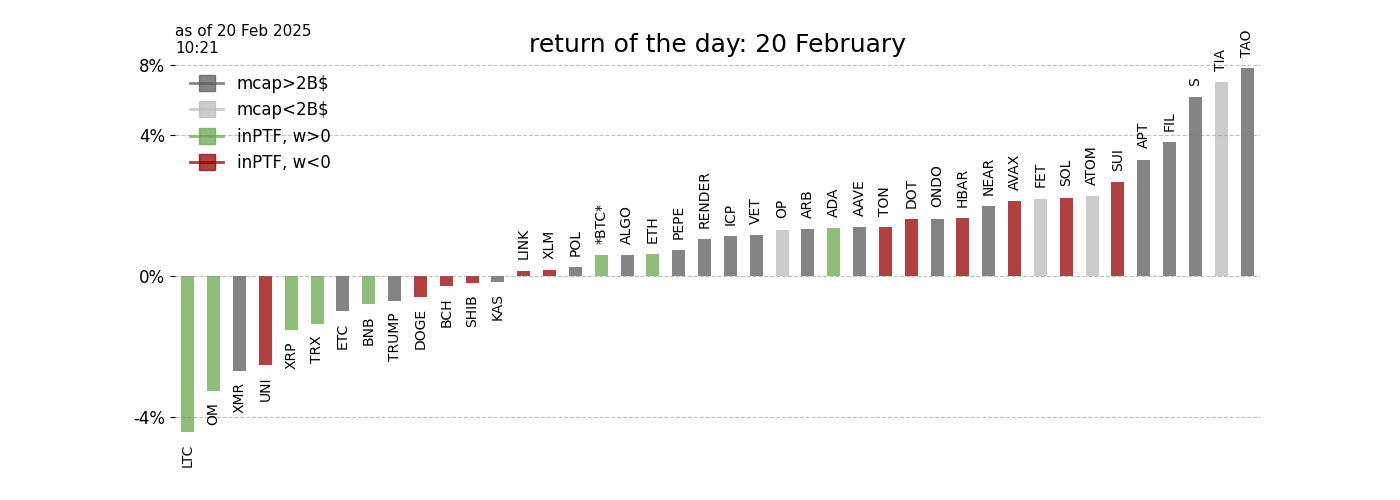 as of 20 Feb 2025
10:21
return of the day: 20 February
8%
4%
0%
-4%
mcap>2B$
mcap<2B$
inPTF, w>0
inPTF, w<0
LTC
OM
XMR
UNI
XRP
TRX
ETC
BNB
TRUMP
DOGE
BCH
SHIB
KAS
LINK
XLM
POL
*BTC*
ALGO
ETH
PEPE
RENDER
ICP
VET
OP
ARB
ADA
AAVE
TON
DOT
ONDO
HBAR
NEAR
AVAX
FET
SOL
ATOM
SUI
APT
FIL
S
TIA
TAO